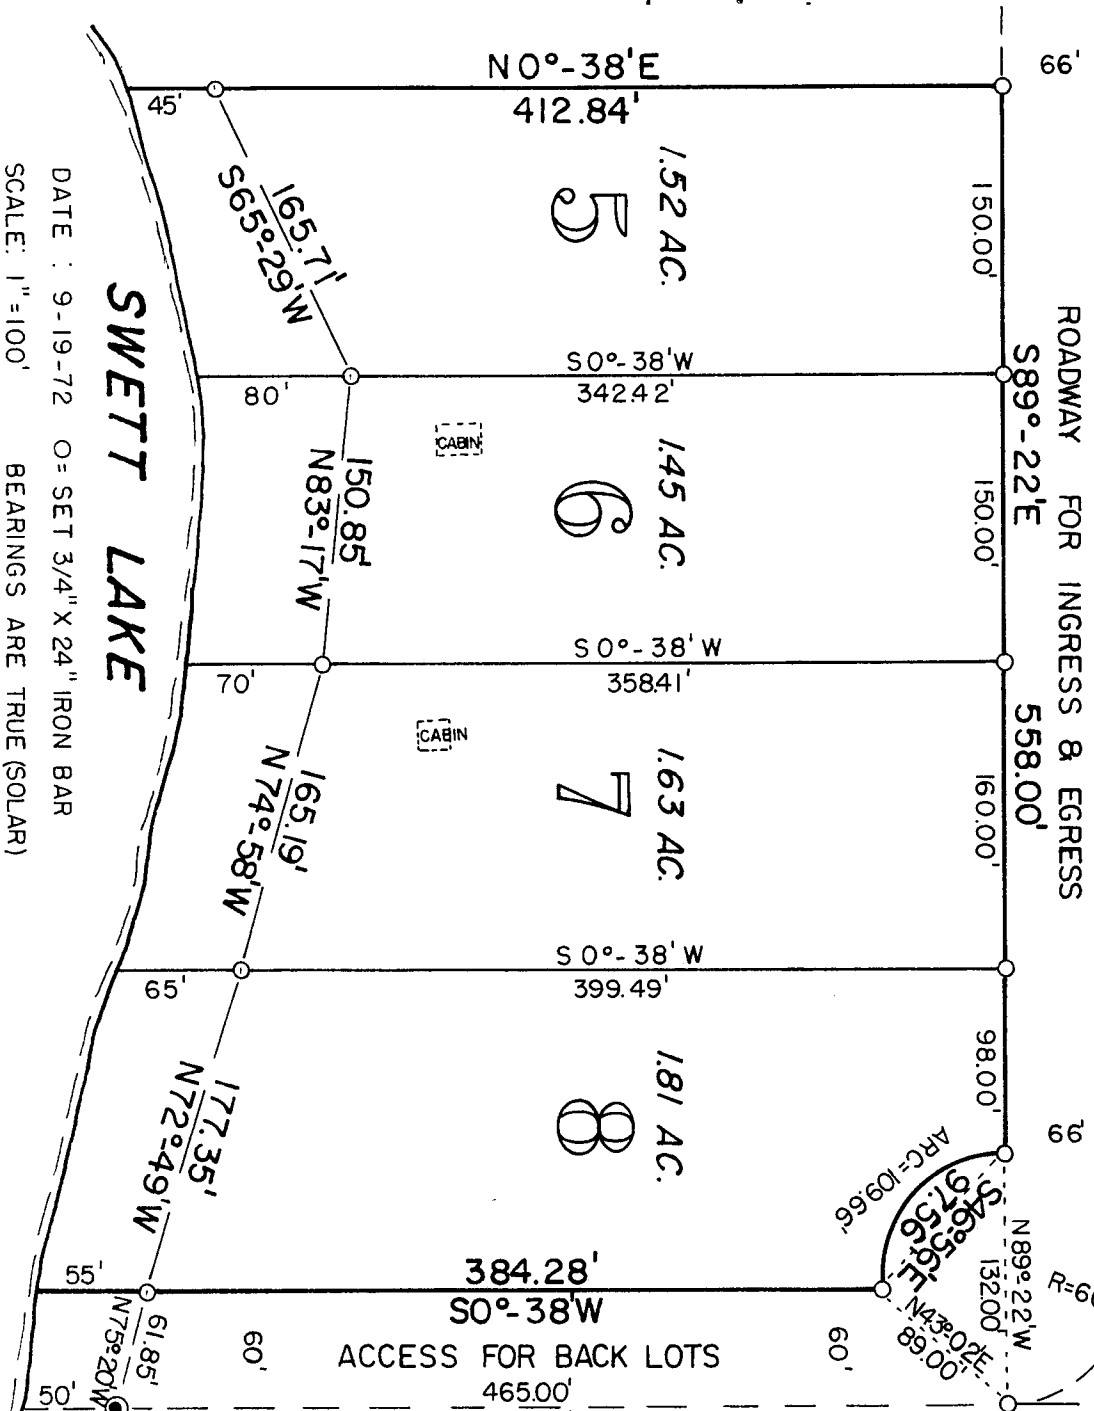 66'
N 0°-38' E
412.84'
45'
1.52 AC.
5
150.00'
165.71'
S65°-29'W
ROADWAY FOR INGRESS & EGRESS
S89°-22'E 558.00'
S 0°-38' W
342.42'
80'
CABIN
1.45 AC.
6
150.00'
150.85'
N83°-17'W
S 0°-38' W
358.41'
70'
CABIN
1.63 AC.
7
160.00'
165.19'
N74°-58'W
S 0°-38' W
399.49'
65'
1.81 AC.
8
98.00'
66'
177.35'
N72°-49'W
ARC=109.66'
S46°56'E
97.56'
N89°-22'W
132.00'
N43°02'E
89.00'
384.28'
S0°-38'W
55'
61.85'
N75°20'W
60'
60'
ACCESS FOR BACK LOTS
465.00'
50'
SWETT LAKE
DATE : 9-19-72 O= SET 3/4" X 24" IRON BAR
SCALE: 1"=100' BEARINGS ARE TRUE (SOLAR)